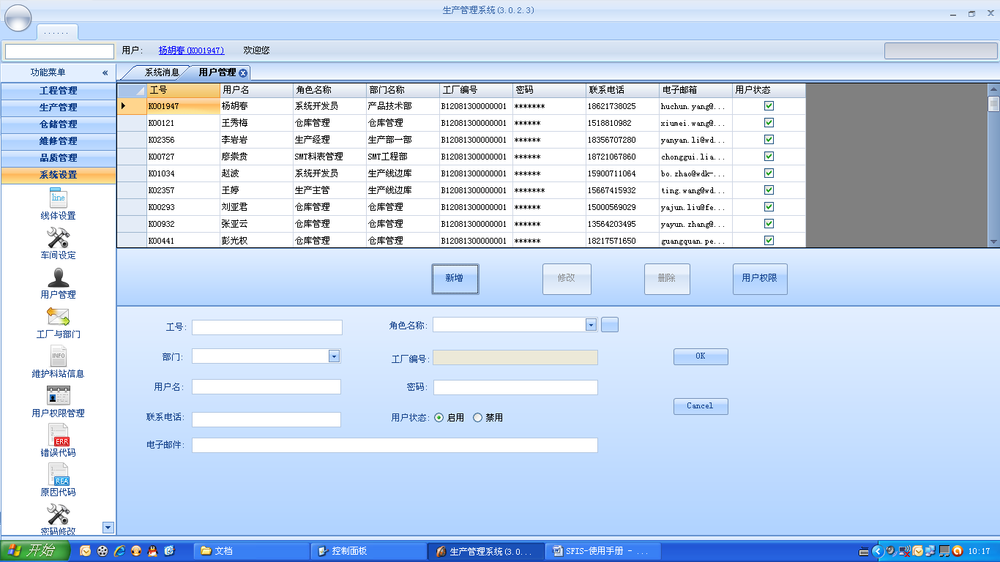 生产管理系统(3.0.2.3)
......
用户: 杨胡春(K001947) 欢迎您
功能菜单 «
系统消息 用户管理
工程管理
生产管理
仓储管理
维修管理
品质管理
系统设置
line
线体设置
车间设定
用户管理
工厂与部门
INFO
维护料站信息
用户权限管理
ERR
错误代码
REA
原因代码
密码修改
工号 用户名 角色名称 部门名称 工厂编号 密码 联系电话 电子邮箱 用户状态
K001947 杨胡春 系统开发员 产品技术部 B12081300000001 ******* 18621738025 huchun.yang@...
K00121 王秀梅 仓库管理 仓库管理 B12081300000001 ****** 1518810982 xiumei.wang@...
K02356 李岩岩 生产经理 生产部一部 B12081300000001 ****** 18356707280 yanyan.li@wd...
K00727 廖崇贵 SMT料表管理 SMT工程部 B12081300000001 ****** 18721067860 chonggui.lia...
K01034 赵波 系统开发员 生产线边库 B12081300000001 ****** 15900711064 bo.zhao@wdk-...
K02357 王婷 生产主管 生产线边库 B12081300000001 ******* 15667415932 ting.wang@wd...
K00293 刘亚君 仓库管理 仓库管理 B12081300000001 ****** 15000569029 yajun.liu@fe...
K00932 张亚云 仓库管理 仓库管理 B12081300000001 ****** 13564203495 yayun.zhang@...
K00441 彭光权 仓库管理 仓库管理 B12081300000001 ****** 18217571650 guangquan.pe...
新增 修改 删除 用户权限
工号: 角色名称:
部门: 工厂编号: OK
用户名: 密码:
Cancel
联系电话: 用户状态: 启用 禁用
电子邮件:
开始 文档 控制面板 生产管理系统(3.0... SFIS-使用手册 - ... 10:17